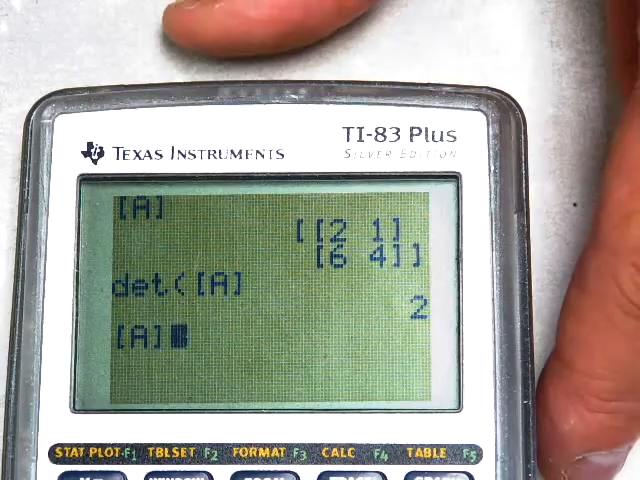 TI-83 Plus
TEXAS INSTRUMENTS
SILVER EDITION
[A]
[[2 1]
[6 4]]
det([A]
2
[A]
STAT PLOT F1 TBLSET F2 FORMAT F3 CALC F4 TABLE F5